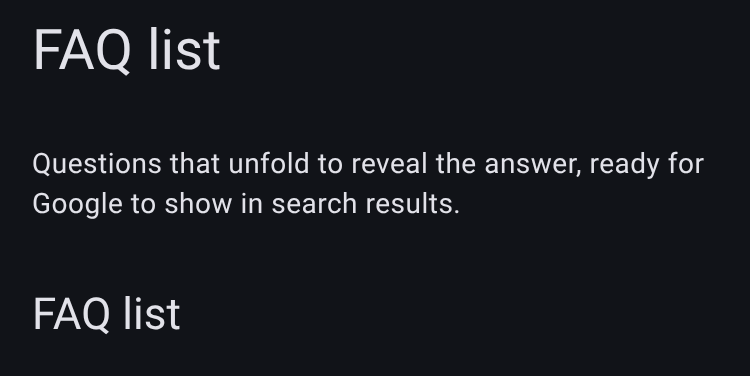 FAQ list
Questions that unfold to reveal the answer, ready for
Google to show in search results.
FAQ list